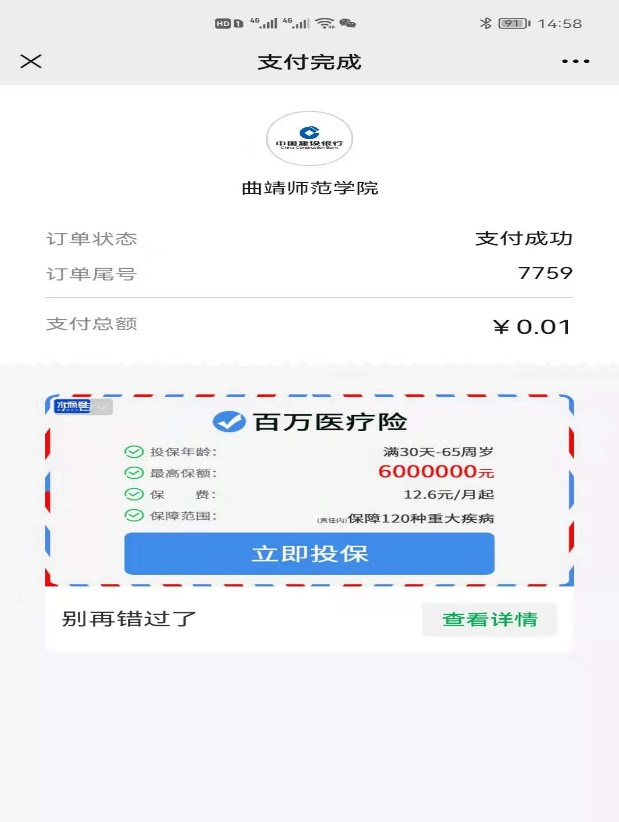 HD 1 4G 4G 91 14:58
支付完成
中国建设银行
China Construction Bank
曲靖师范学院
订单状态 支付成功
订单尾号 7759
支付总额 ¥0.01
百万医疗险
投保年龄: 满30天-65周岁
最高保额: 6000000元
保 费: 12.6元/月起
保障范围: (责任内)保障120种重大疾病
立即投保
别再错过了 查看详情